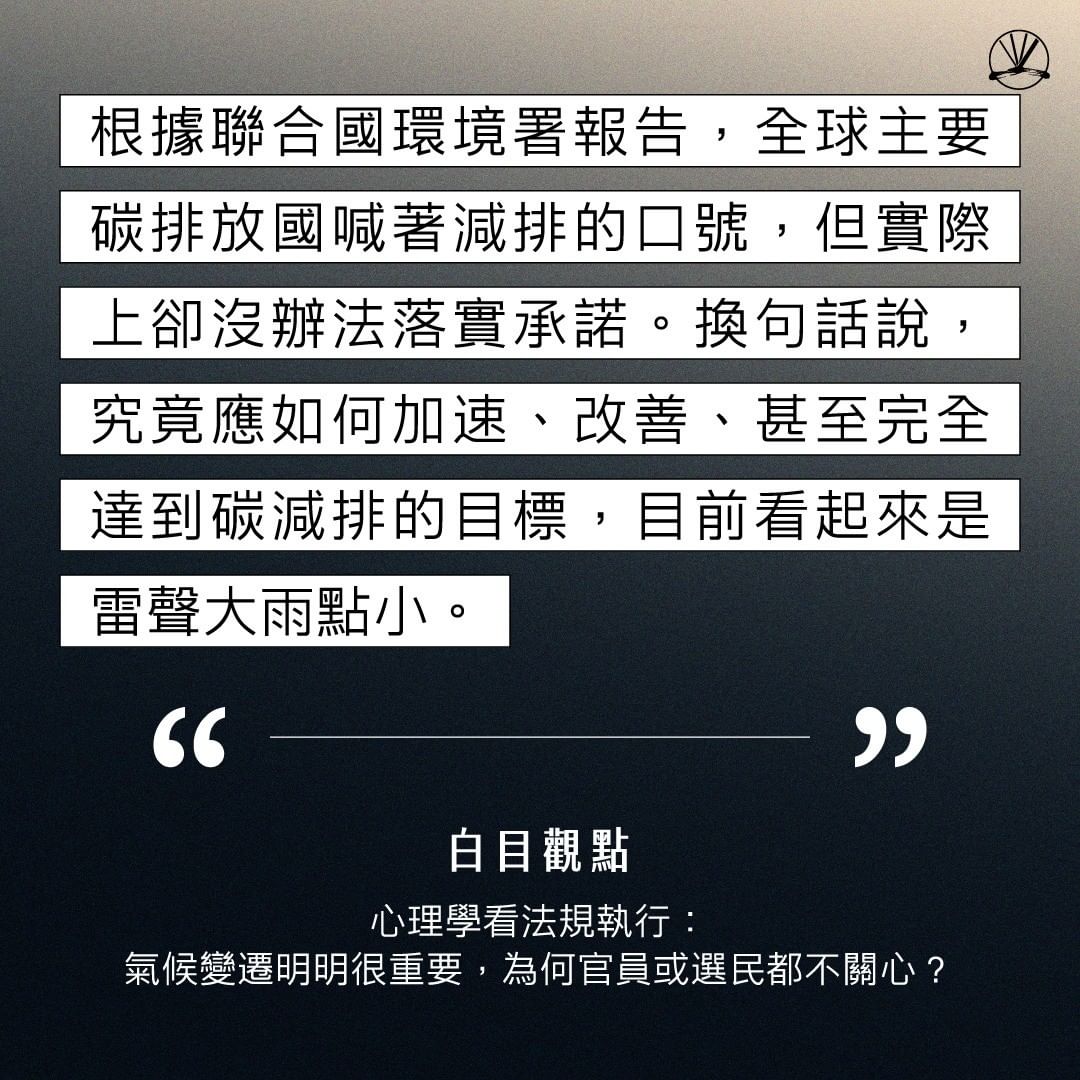 根據聯合國環境署報告，全球主要
碳排放國喊著減排的口號，但實際
上卻沒辦法落實承諾。換句話說，
究竟應如何加速、改善、甚至完全
達到碳減排的目標，目前看起來是
雷聲大雨點小。
“ ”
白目觀點
心理學看法規執行：
氣候變遷明明很重要，為何官員或選民都不關心？